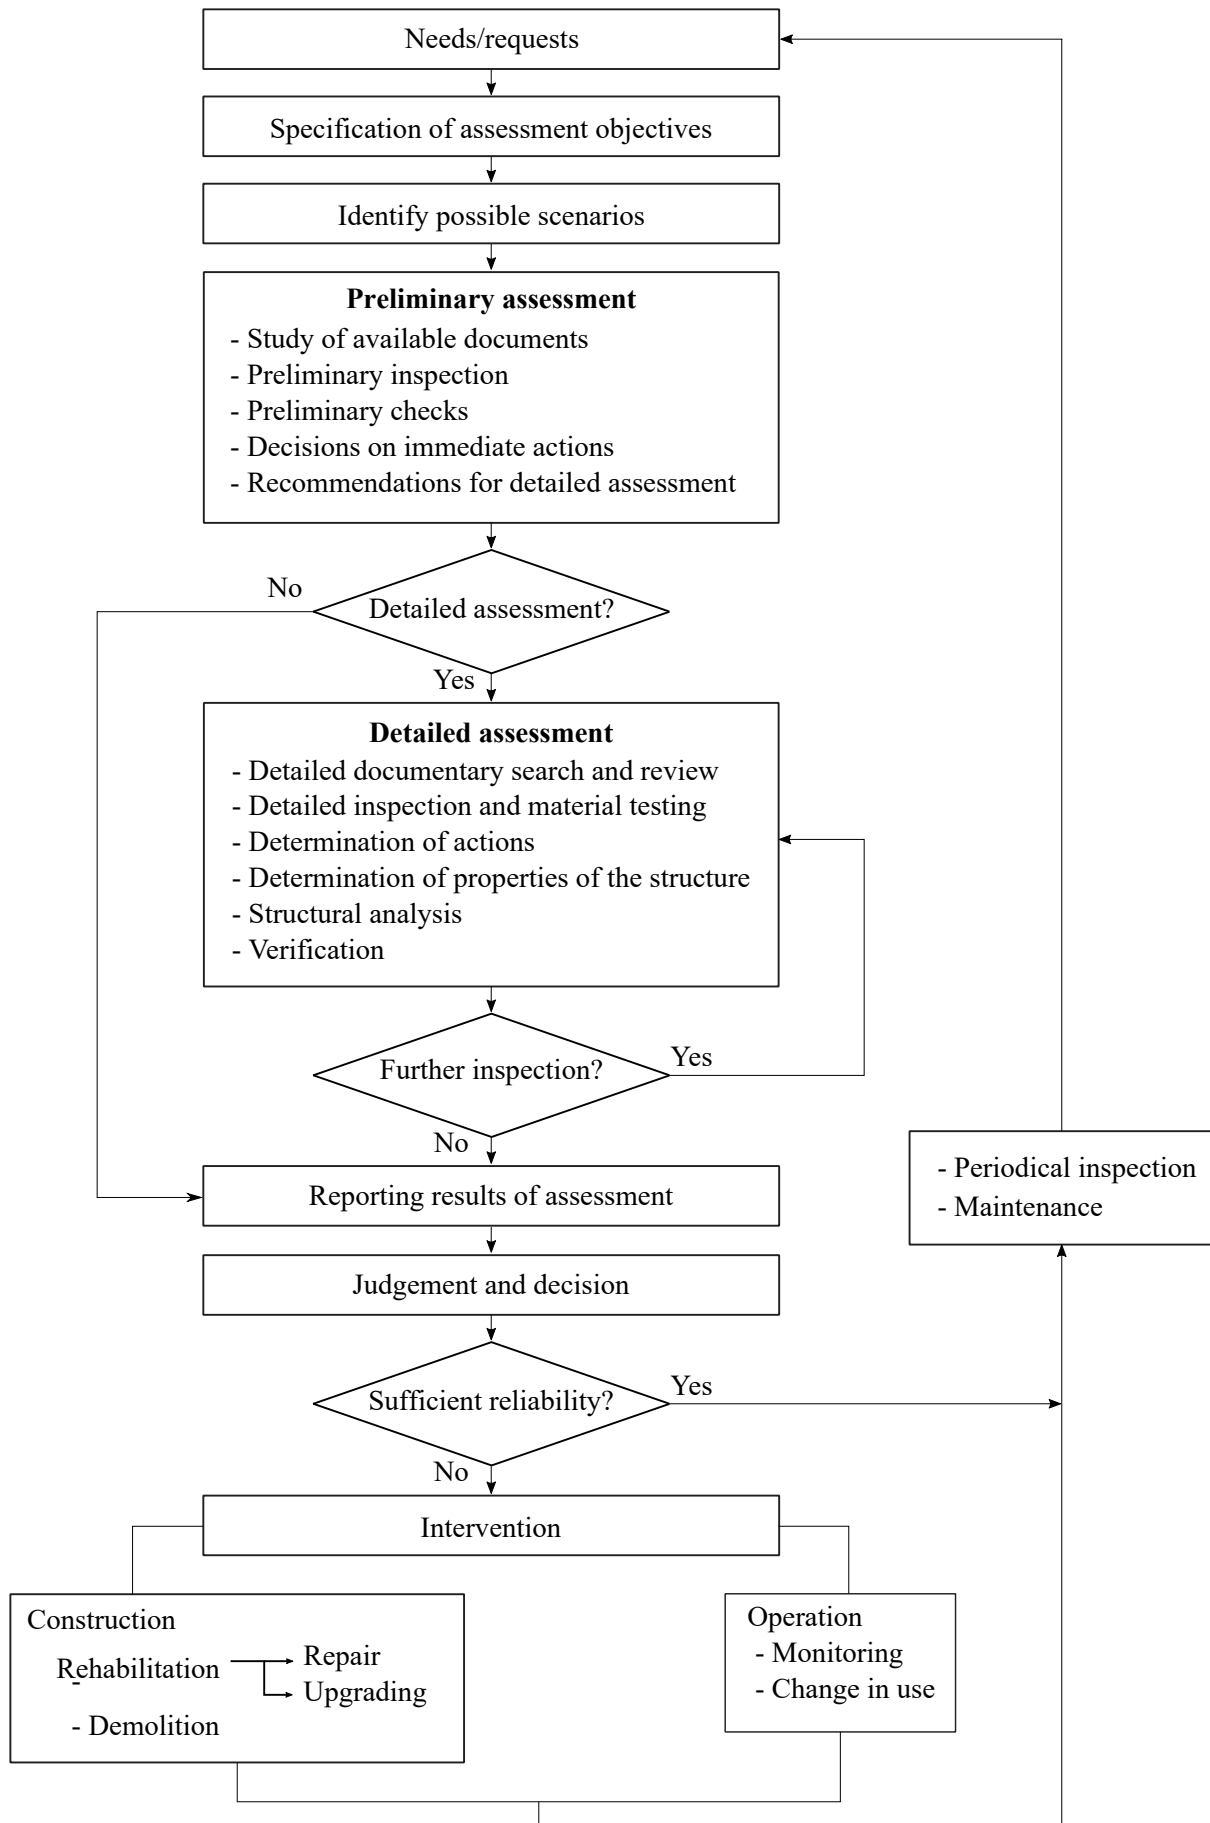 Needs/requests
Specification of assessment objectives
Identify possible scenarios
Preliminary assessment
- Study of available documents
- Preliminary inspection
- Preliminary checks
- Decisions on immediate actions
- Recommendations for detailed assessment
No
Detailed assessment?
Yes
Detailed assessment
- Detailed documentary search and review
- Detailed inspection and material testing
- Determination of actions
- Determination of properties of the structure
- Structural analysis
- Verification
Further inspection?
Yes
No
- Periodical inspection
- Maintenance
Reporting results of assessment
Judgement and decision
Sufficient reliability?
Yes
No
Intervention
Construction
- Rehabilitation
Repair
Upgrading
- Demolition
Operation
- Monitoring
- Change in use